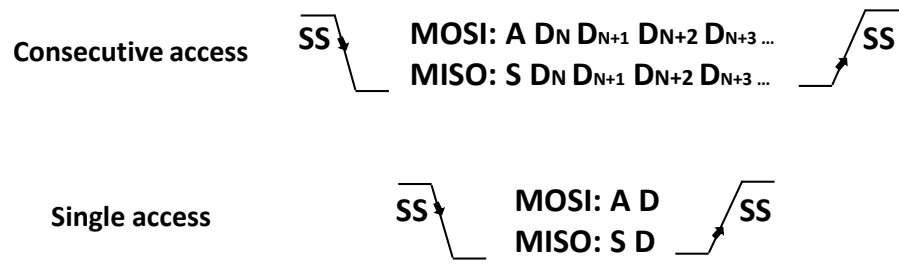 SS MOSI: A DN DN+1 DN+2 DN+3 ... SS
Consecutive access
MISO: S DN DN+1 DN+2 DN+3 ...
MOSI: A D
Single access SS SS
MISO: S D